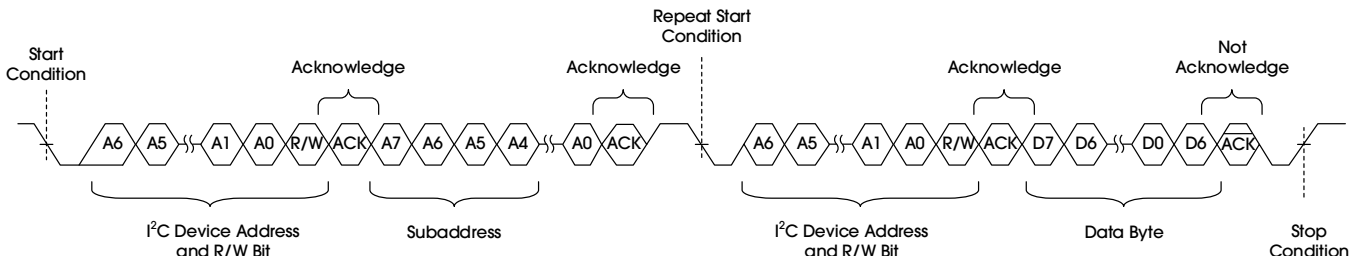 Repeat Start
Condition
Start
Condition
Acknowledge
Acknowledge
Acknowledge
Not
Acknowledge
A6 A5 A1 A0 R/W ACK A7 A6 A5 A4 A0 ACK A6 A5 A1 A0 R/W ACK D7 D6 D0 D6 ACK
I²C Device Address
and R/W Bit
Subaddress
I²C Device Address
and R/W Bit
Data Byte
Stop
Condition